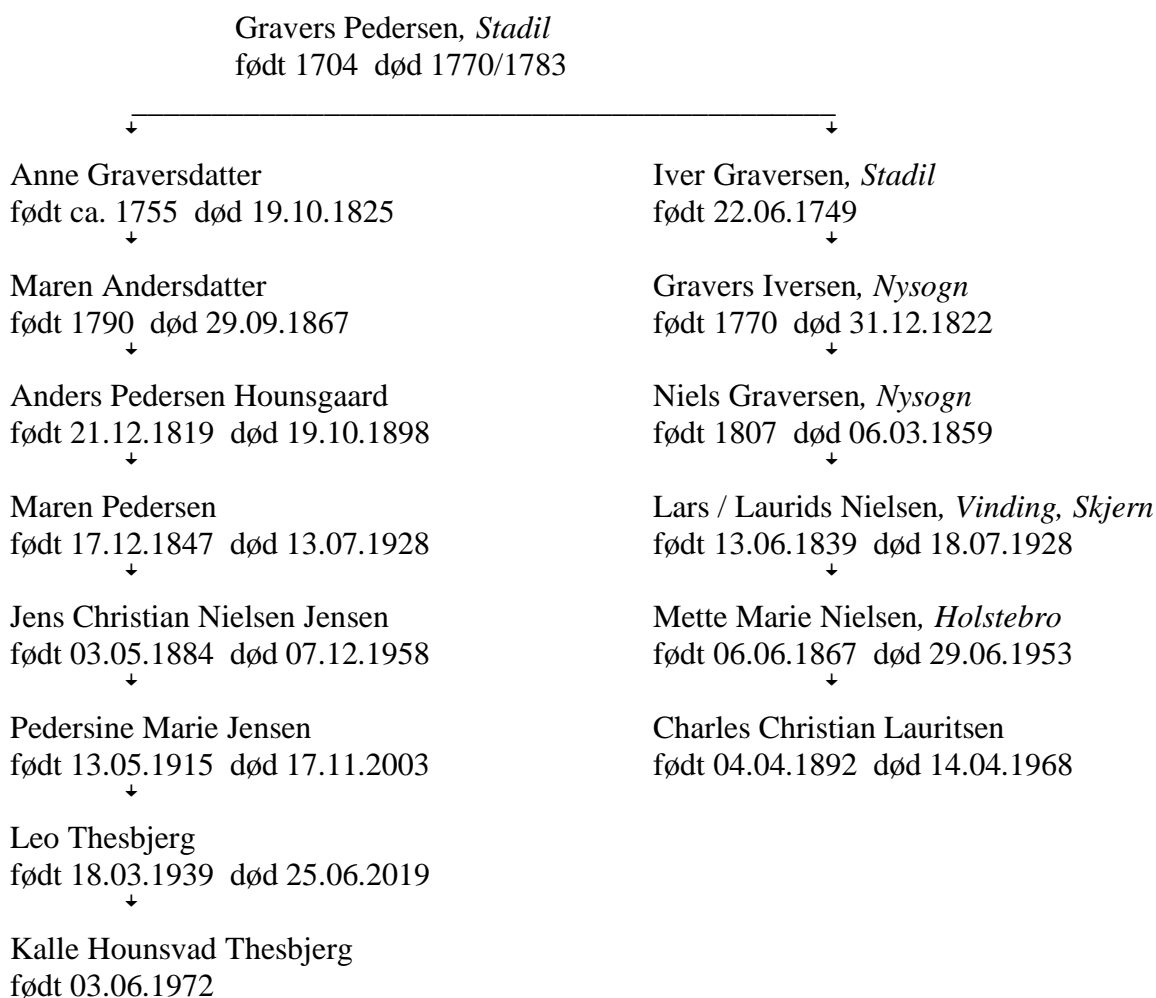 Gravers Pedersen, Stadil
født 1704 død 1770/1783
Anne Graversdatter
født ca. 1755 død 19.10.1825
Maren Andersdatter
født 1790 død 29.09.1867
Anders Pedersen Hounsgaard
født 21.12.1819 død 19.10.1898
Maren Pedersen
født 17.12.1847 død 13.07.1928
Jens Christian Nielsen Jensen
født 03.05.1884 død 07.12.1958
Pedersine Marie Jensen
født 13.05.1915 død 17.11.2003
Leo Thesbjerg
født 18.03.1939 død 25.06.2019
Kalle Hounsvad Thesbjerg
født 03.06.1972
Iver Graversen, Stadil
født 22.06.1749
Gravers Iversen, Nysogn
født 1770 død 31.12.1822
Niels Graversen, Nysogn
født 1807 død 06.03.1859
Lars / Laurids Nielsen, Vinding, Skjern
født 13.06.1839 død 18.07.1928
Mette Marie Nielsen, Holstebro
født 06.06.1867 død 29.06.1953
Charles Christian Lauritsen
født 04.04.1892 død 14.04.1968